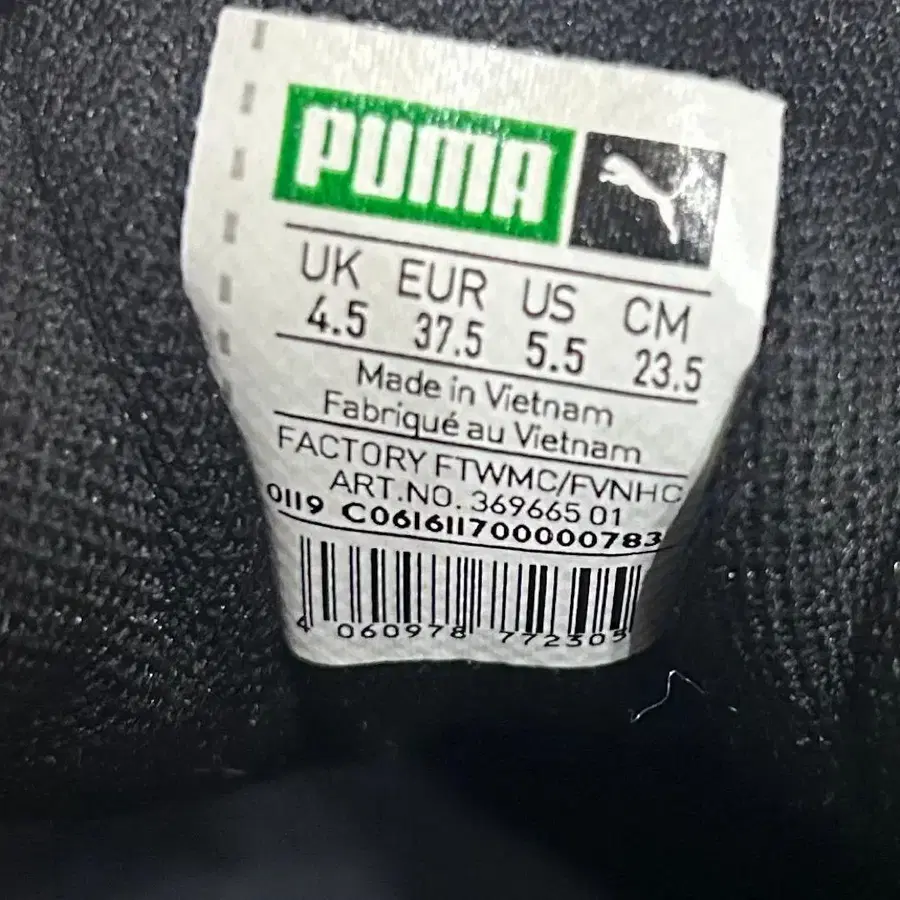 PUMA
UK EUR US CM
4.5 37.5 5.5 23.5
Made in Vietnam
Fabriqué au Vietnam
FACTORY FTWMC/FVNHC
ART.NO. 369665 01
0119 C061611700000783
4 060978 772305